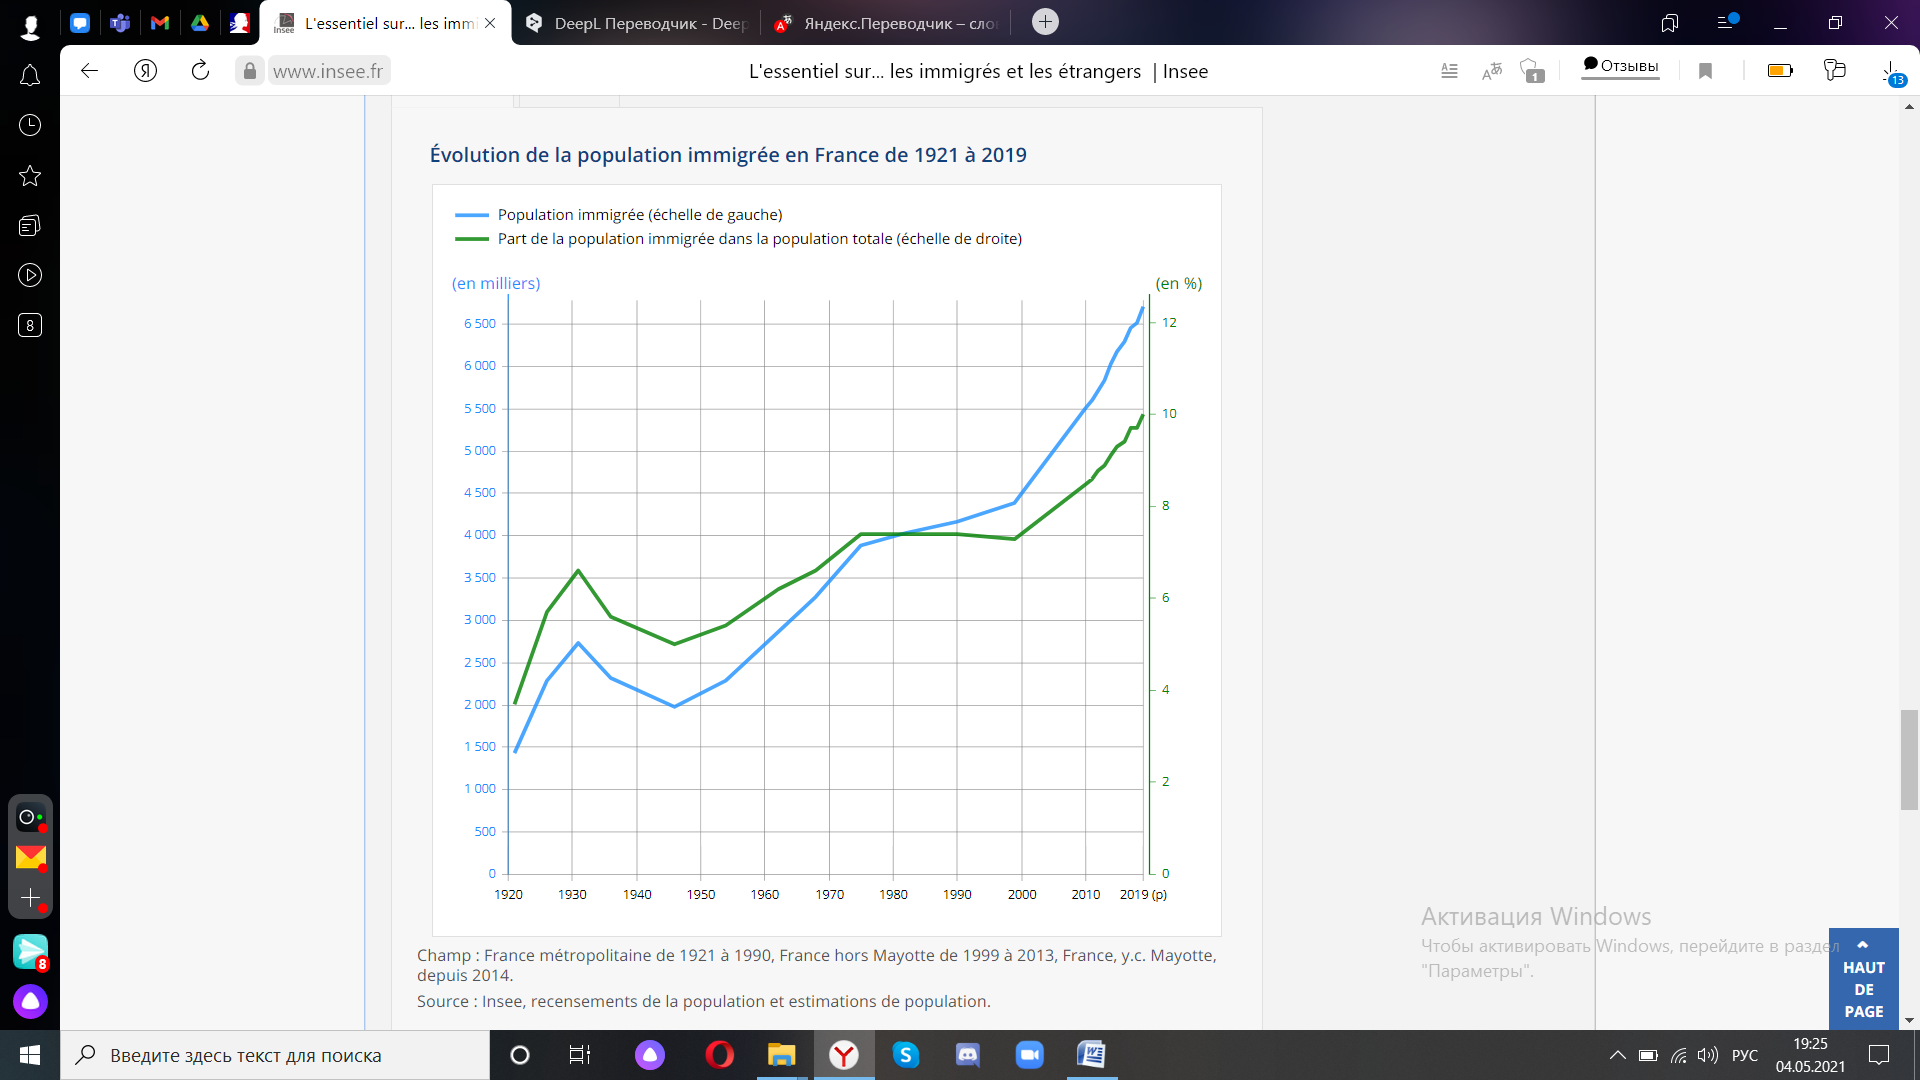 L'essentiel sur... les immi
DeepL Переводчик - Deep
Яндекс.Переводчик – сло
www.insee.fr
L'essentiel sur... les immigrés et les étrangers | Insee
1
Отзывы
13
8
Évolution de la population immigrée en France de 1921 à 2019
Population immigrée (échelle de gauche)
Part de la population immigrée dans la population totale (échelle de droite)
(en milliers)
(en %)
6 500
6 000
5 500
5 000
4 500
4 000
3 500
3 000
2 500
2 000
1 500
1 000
500
0
12
10
8
6
4
2
0
1920 1930 1940 1950 1960 1970 1980 1990 2000 2010 2019 (p)
Champ : France métropolitaine de 1921 à 1990, France hors Mayotte de 1999 à 2013, France, y.c. Mayotte,
depuis 2014.
Source : Insee, recensements de la population et estimations de population.
Активация Windows
Чтобы активировать Windows, перейдите в раздел
"Параметры".
HAUT
DE
PAGE
8
Введите здесь текст для поиска
РУС
19:25
04.05.2021